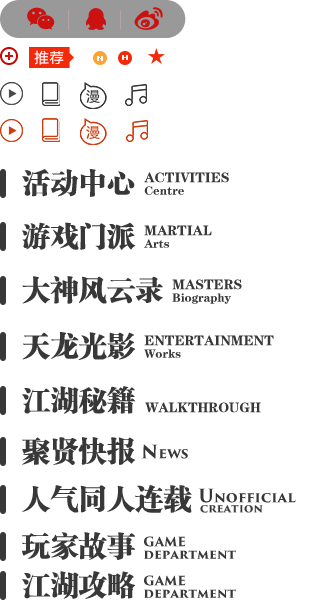 推荐 H H
漫
漫
活动中心 ACTIVITIES Centre
游戏门派 MARTIAL Arts
大神风云录 MASTERS Biography
天龙光影 ENTERTAINMENT Works
江湖秘籍 WALKTHROUGH
聚贤快报 NEWS
人气同人连载 UNOFFICIAL CREATION
玩家故事 GAME DEPARTMENT
江湖攻略 GAME DEPARTMENT